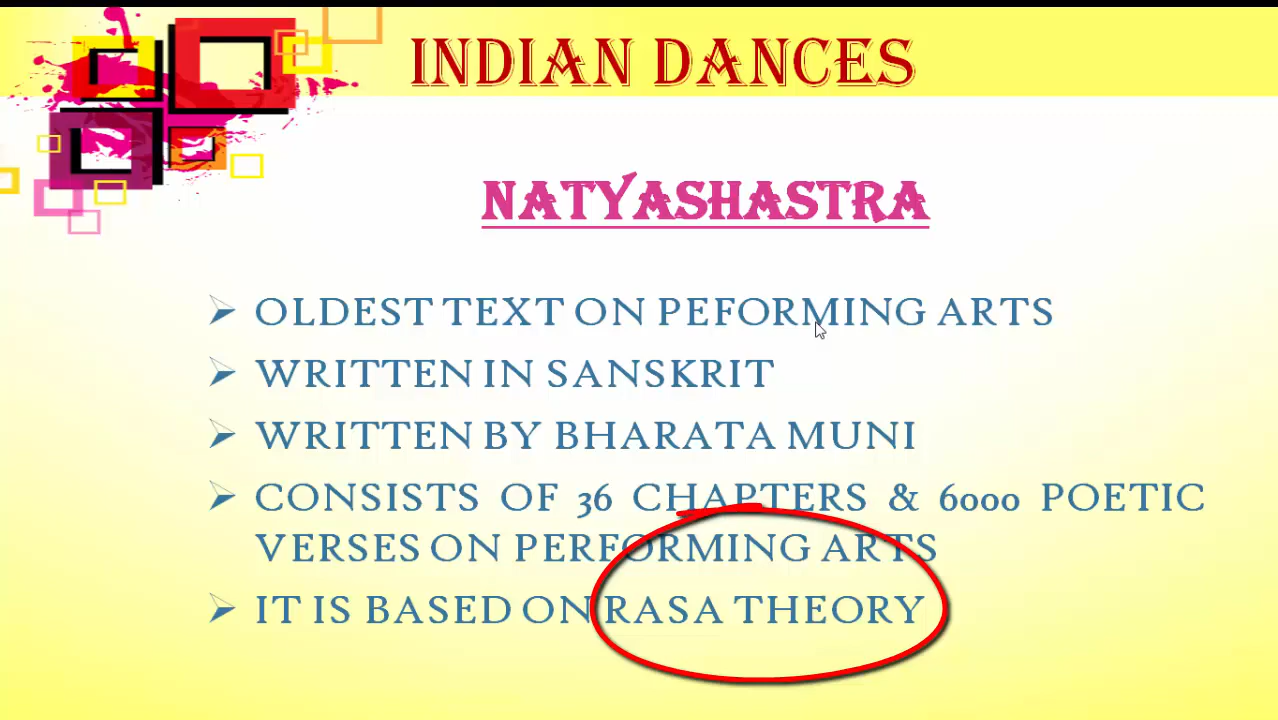 INDIAN DANCES
NATYASHASTRA
OLDEST TEXT ON PEFORMING ARTS
WRITTEN IN SANSKRIT
WRITTEN BY BHARATA MUNI
CONSISTS OF 36 CHAPTERS & 6000 POETIC
VERSES ON PERFORMING ARTS
IT IS BASED ON RASA THEORY